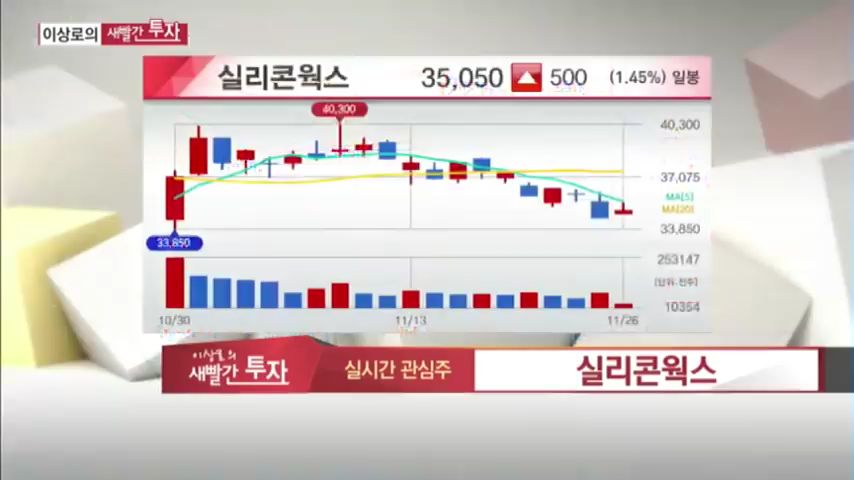 이상로의 새빨간 투자
실리콘웍스 35,050 500 (1.45%) 일봉
40,300
40,300
37,075
MA[5]
MA[20]
33,850
33,850
253147
[단위:천주]
10354
10/30 11/13 11/26
이상로의
새빨간 투자
실시간 관심주
실리콘웍스